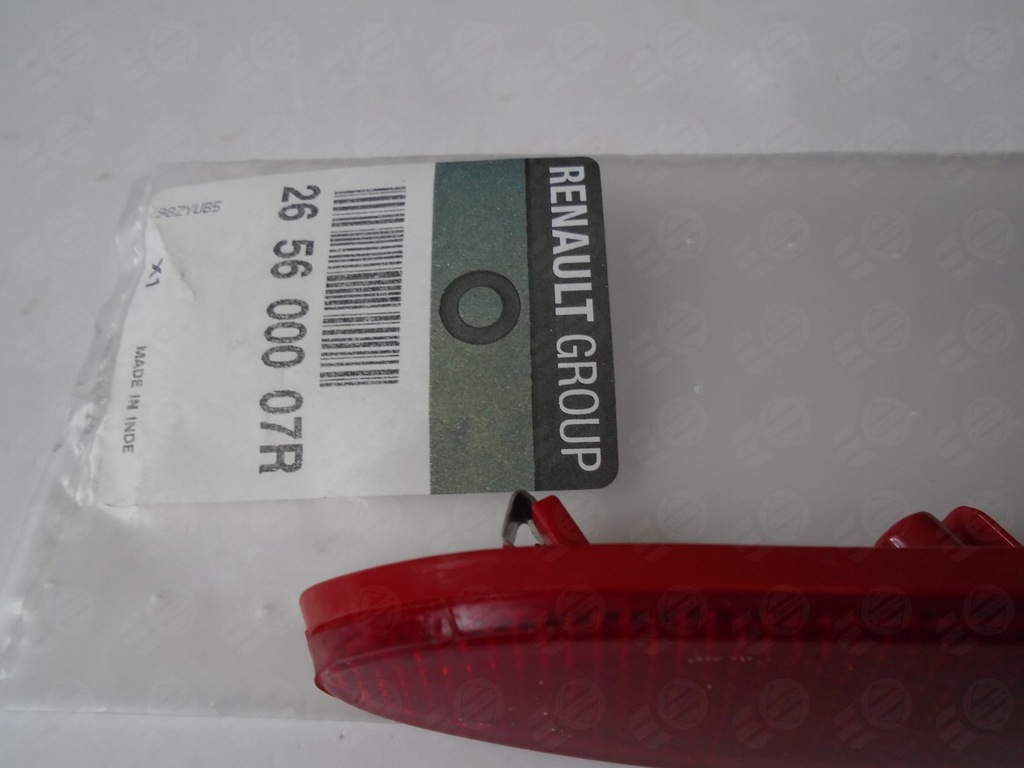 RENAULT GROUP
26 56 000 07R
98ZYUB5
X1
MADE IN INDE